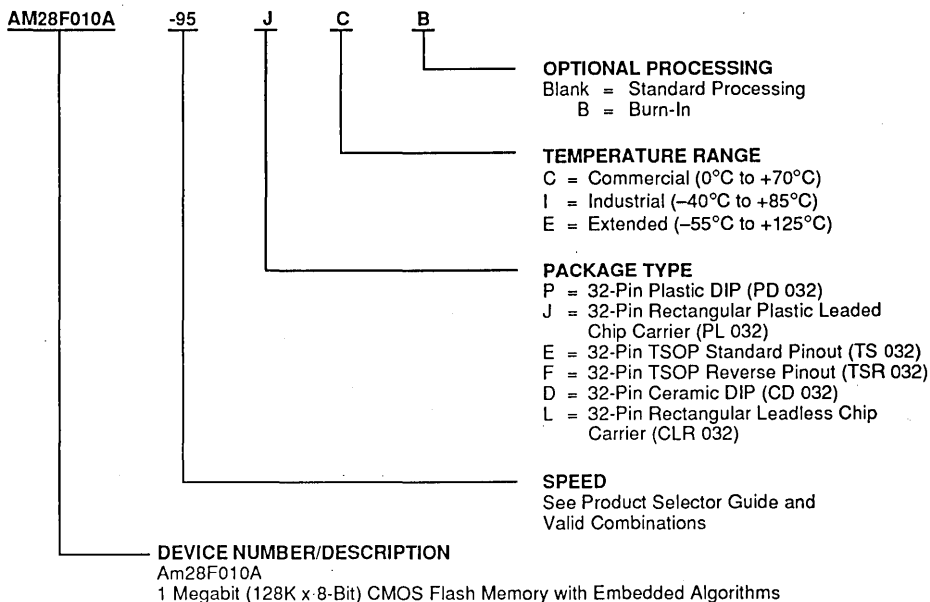 AM28F010A -95 J C B
OPTIONAL PROCESSING
Blank = Standard Processing
B = Burn-In
TEMPERATURE RANGE
C = Commercial (0°C to +70°C)
I = Industrial (–40°C to +85°C)
E = Extended (–55°C to +125°C)
PACKAGE TYPE
P = 32-Pin Plastic DIP (PD 032)
J = 32-Pin Rectangular Plastic Leaded
Chip Carrier (PL 032)
E = 32-Pin TSOP Standard Pinout (TS 032)
F = 32-Pin TSOP Reverse Pinout (TSR 032)
D = 32-Pin Ceramic DIP (CD 032)
L = 32-Pin Rectangular Leadless Chip
Carrier (CLR 032)
SPEED
See Product Selector Guide and
Valid Combinations
DEVICE NUMBER/DESCRIPTION
Am28F010A
1 Megabit (128K x 8-Bit) CMOS Flash Memory with Embedded Algorithms